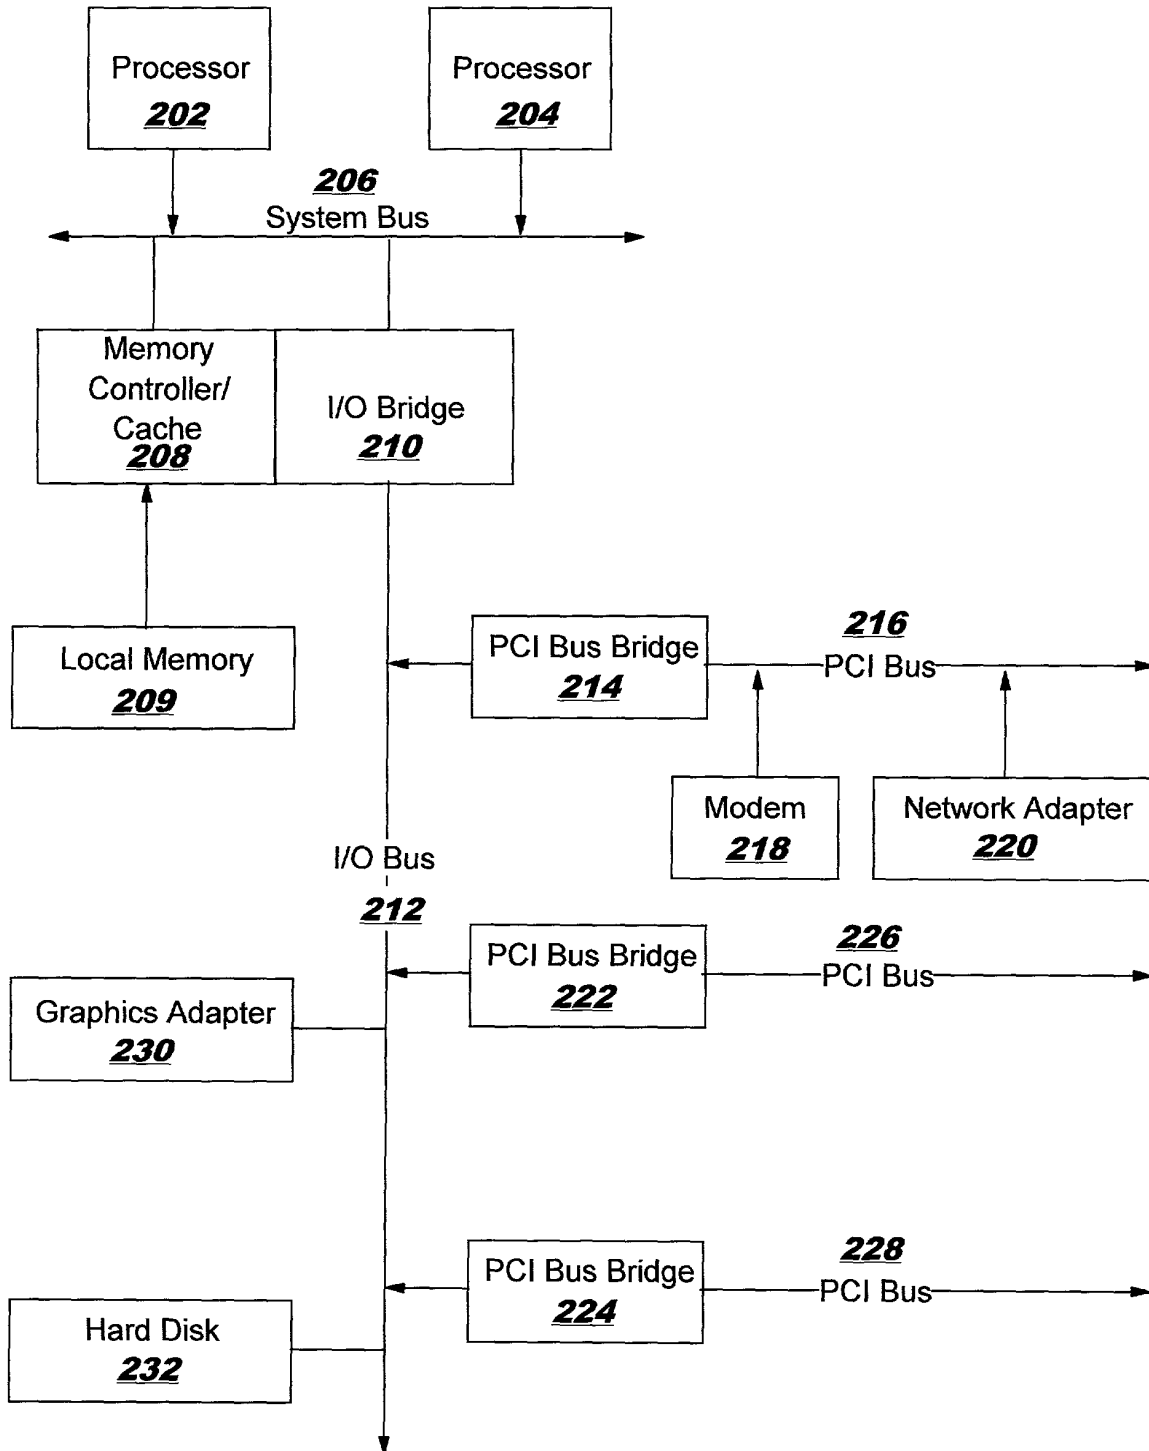 Processor
202
Processor
204
206
System Bus
Memory
Controller/
Cache
208
I/O Bridge
210
Local Memory
209
PCI Bus Bridge
214
216
PCI Bus
Modem
218
Network Adapter
220
I/O Bus
212
PCI Bus Bridge
222
226
PCI Bus
Graphics Adapter
230
PCI Bus Bridge
224
228
PCI Bus
Hard Disk
232